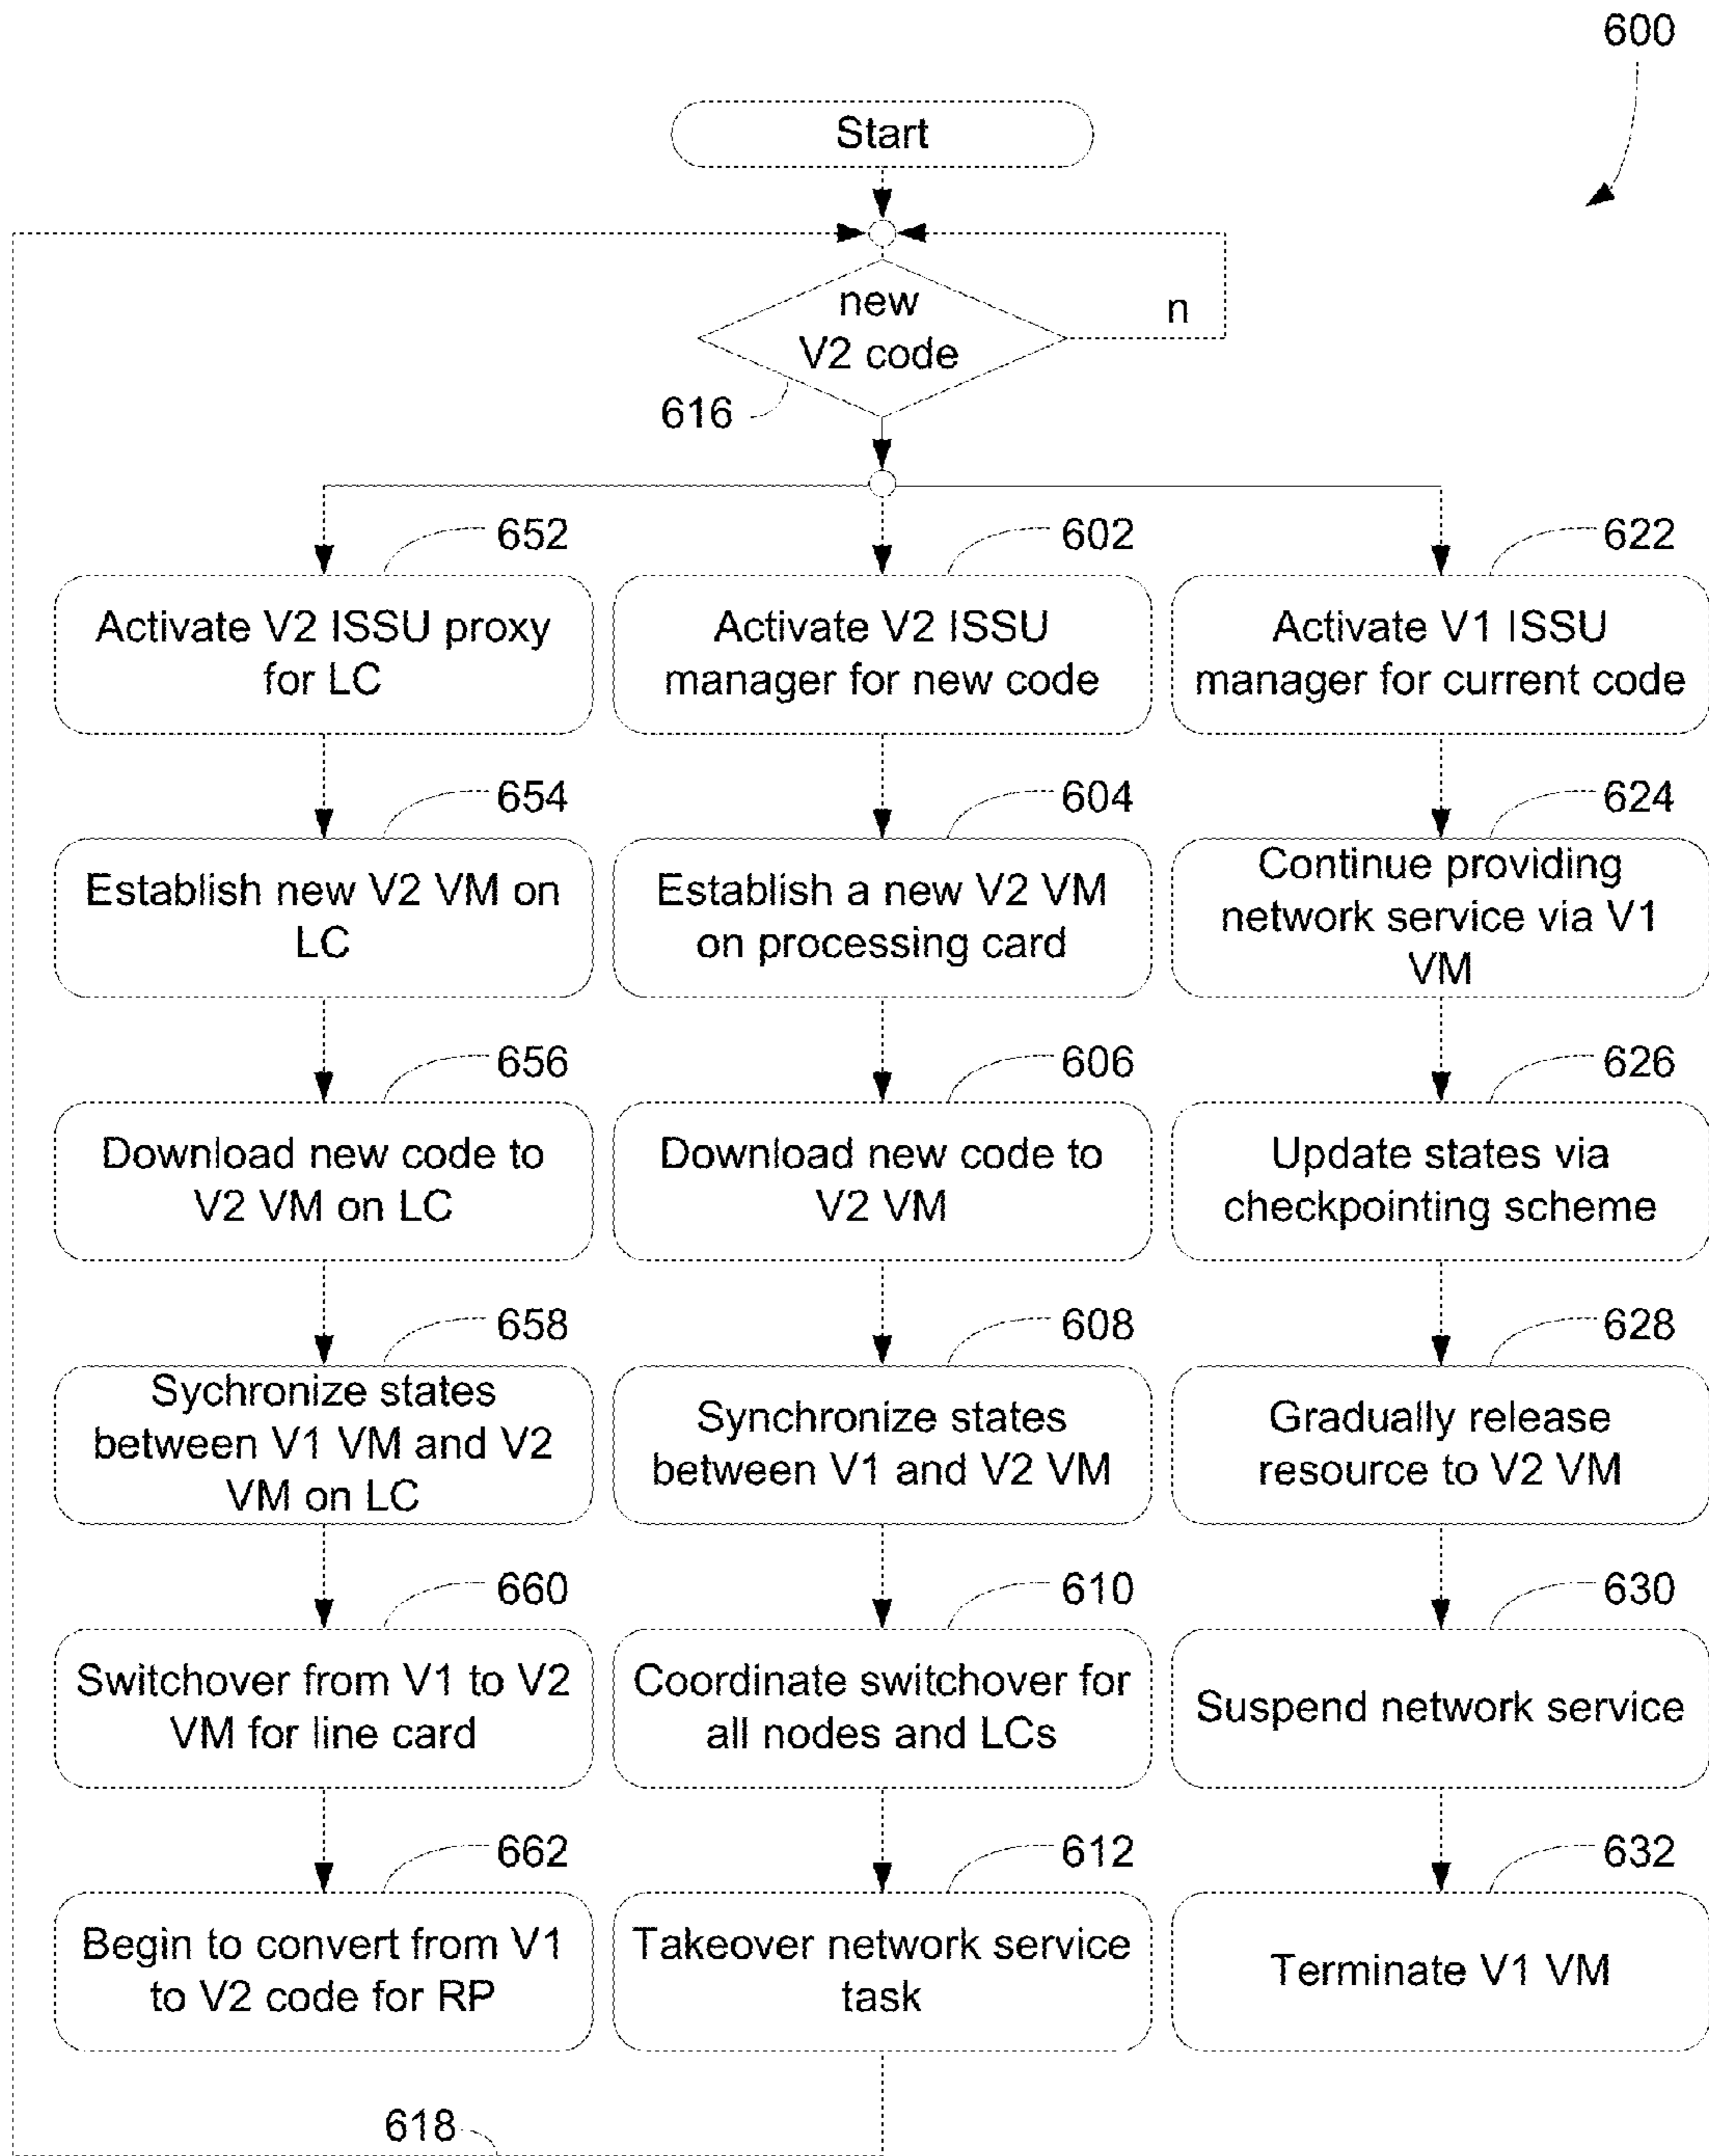 600
Start
new
V2 code
n
616
652
602
622
Activate V2 ISSU proxy
for LC
Activate V2 ISSU
manager for new code
Activate V1 ISSU
manager for current code
654
604
624
Establish new V2 VM on
LC
Establish a new V2 VM
on processing card
Continue providing
network service via V1
VM
656
606
626
Download new code to
V2 VM on LC
Download new code to
V2 VM
Update states via
checkpointing scheme
658
608
628
Sychronize states
between V1 VM and V2
VM on LC
Synchronize states
between V1 and V2 VM
Gradually release
resource to V2 VM
660
610
630
Switchover from V1 to V2
VM for line card
Coordinate switchover for
all nodes and LCs
Suspend network service
662
612
632
Begin to convert from V1
to V2 code for RP
Takeover network service
task
Terminate V1 VM
618